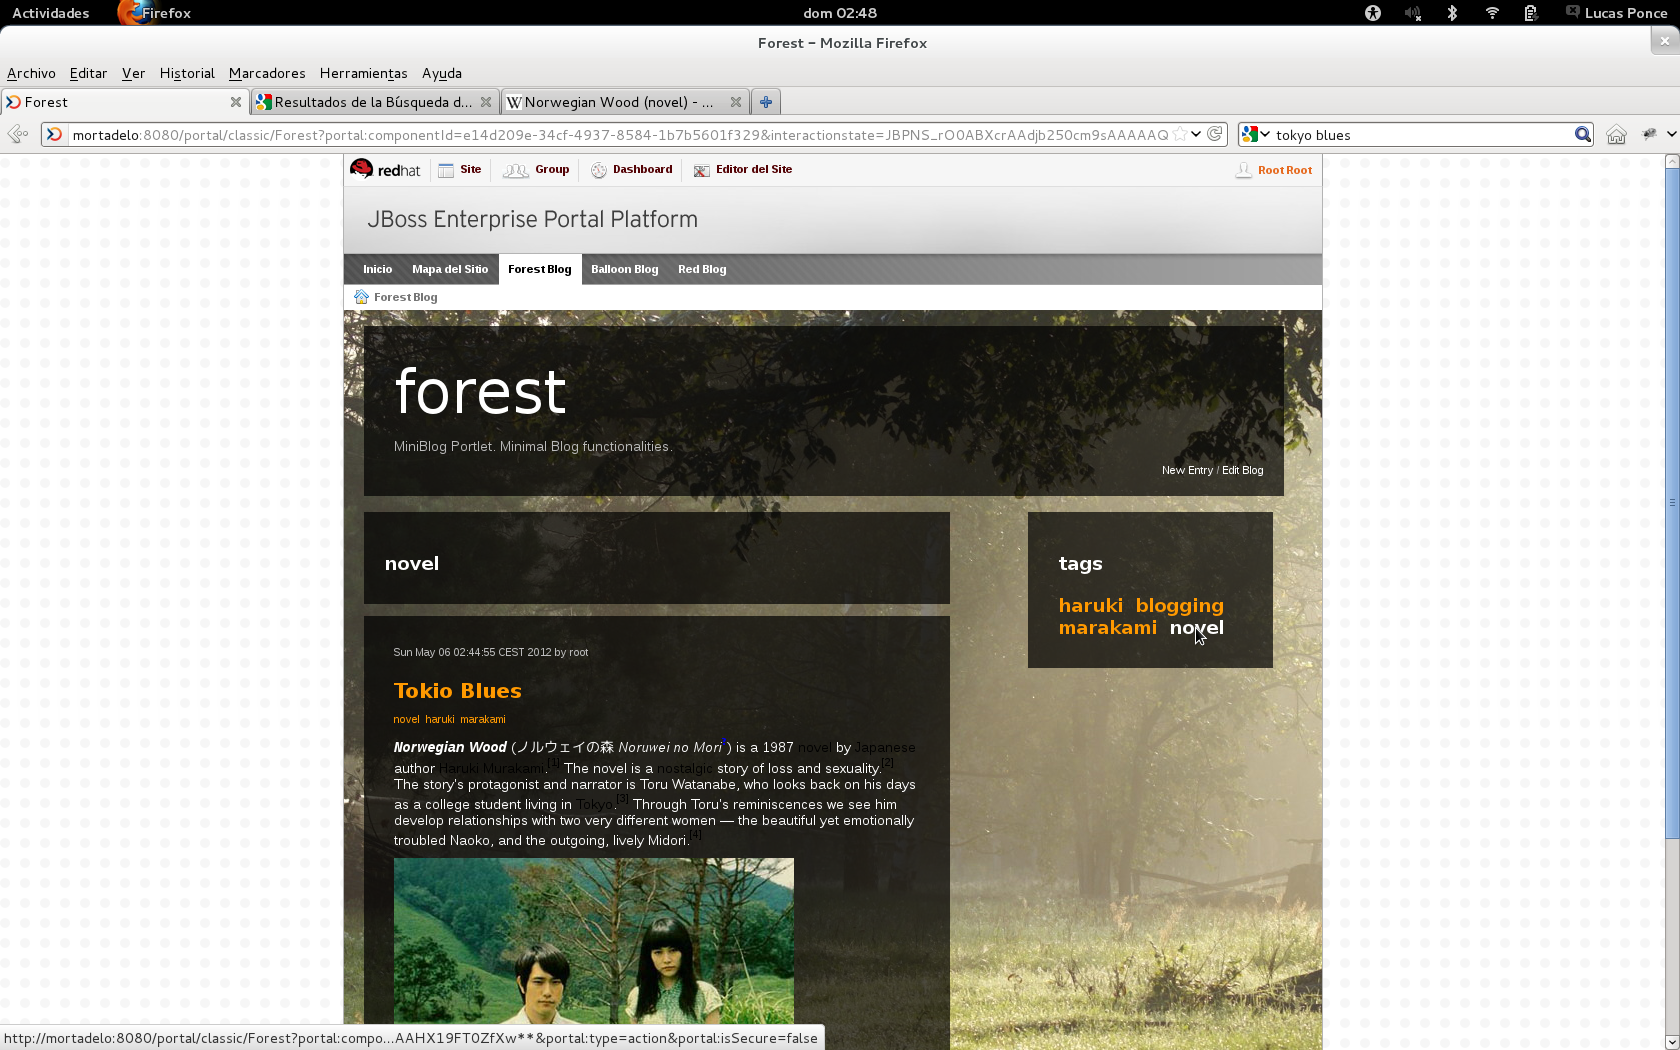 Actividades Firefox dom 02:48 Lucas Ponce
Forest – Mozilla Firefox
Archivo Editar Ver Historial Marcadores Herramientas Ayuda
Forest Resultados de la Búsqueda d... Norwegian Wood (novel) - ...
mortadelo:8080/portal/classic/Forest?portal:componentId=e14d209e-34cf-4937-8584-1b7b5601f329&interactionstate=JBPNS_rO0ABXcrAAdjb250cm9sAAAAAQ tokyo blues
redhat Site Group Dashboard Editor del Site Root Root
JBoss Enterprise Portal Platform
Inicio Mapa del Sitio Forest Blog Balloon Blog Red Blog
Forest Blog
forest
MiniBlog Portlet. Minimal Blog functionalities.
New Entry / Edit Blog
novel
tags
haruki blogging
marakami novel
Sun May 06 02:44:55 CEST 2012 by root
Tokio Blues
novel haruki marakami
Norwegian Wood (ノルウェイの森 Noruwei no Mori?) is a 1987 novel by Japanese
author Haruki Murakami.[1] The novel is a nostalgic story of loss and sexuality.[2]
The story's protagonist and narrator is Toru Watanabe, who looks back on his days
as a college student living in Tokyo.[3] Through Toru's reminiscences we see him
develop relationships with two very different women — the beautiful yet emotionally
troubled Naoko, and the outgoing, lively Midori.[4]
http://mortadelo:8080/portal/classic/Forest?portal:compo...AAHX19FT0ZfXw**&portal:type=action&portal:isSecure=false